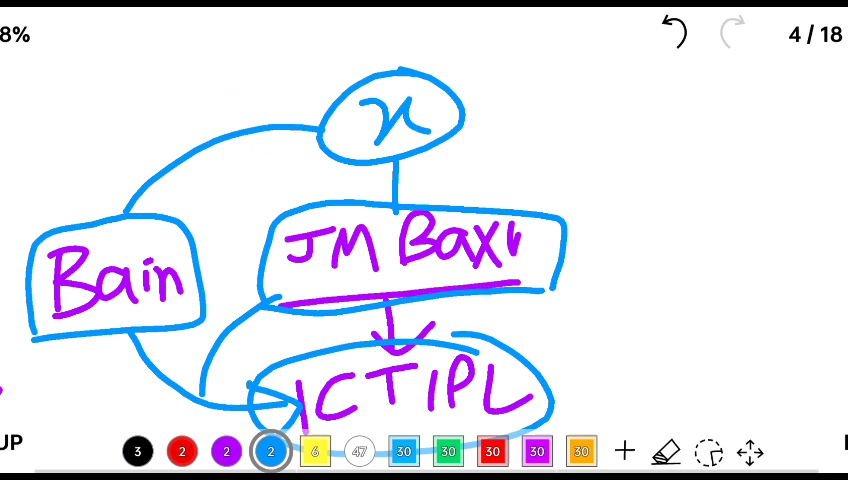 8%
4 / 18
x
JM Baxi
Bain
ICTIPL
UP
3 2 2 2 6 47 30 30 30 30 30